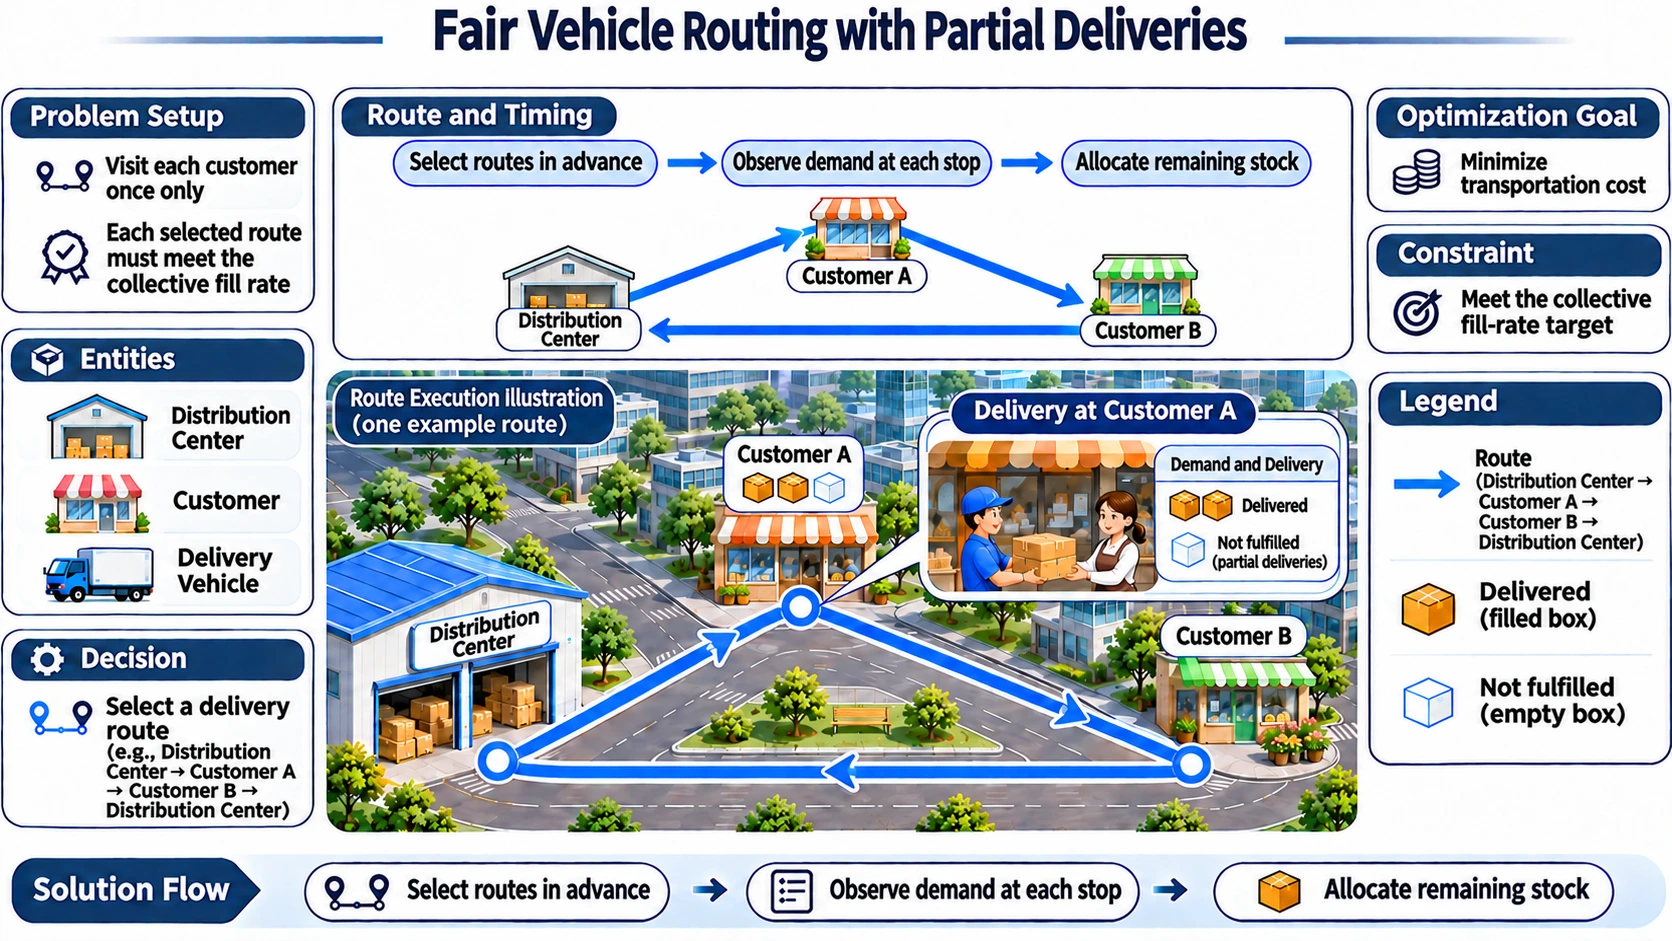 Fair Vehicle Routing with Partial Deliveries
Problem Setup
Visit each customer
once only
Each selected route
must meet the
collective fill rate
Entities
Distribution
Center
Customer
Delivery
Vehicle
Decision
Select a delivery
route
(e.g., Distribution
Center → Customer A
→ Customer B →
Distribution Center)
Route and Timing
Select routes in advance
Observe demand at each stop
Allocate remaining stock
Customer A
Distribution
Center
Customer B
Route Execution Illustration
(one example route)
Customer A
Distribution
Center
Delivery at Customer A
Demand and Delivery
Delivered
Not fulfilled
(partial deliveries)
Customer B
Optimization Goal
Minimize
transportation cost
Constraint
Meet the collective
fill-rate target
Legend
Route
(Distribution Center →
Customer A →
Customer B →
Distribution Center)
Delivered
(filled box)
Not fulfilled
(empty box)
Solution Flow
Select routes in advance
Observe demand at each stop
Allocate remaining stock